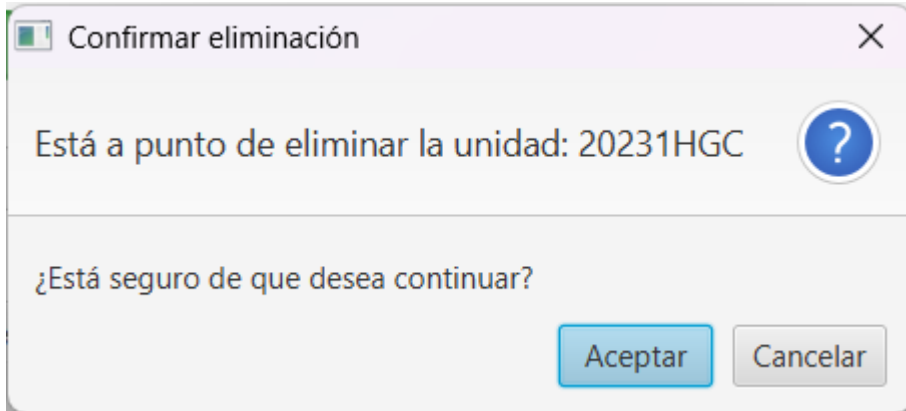 Confirmar eliminación
Está a punto de eliminar la unidad: 20231HGC
?
¿Está seguro de que desea continuar?
Aceptar Cancelar